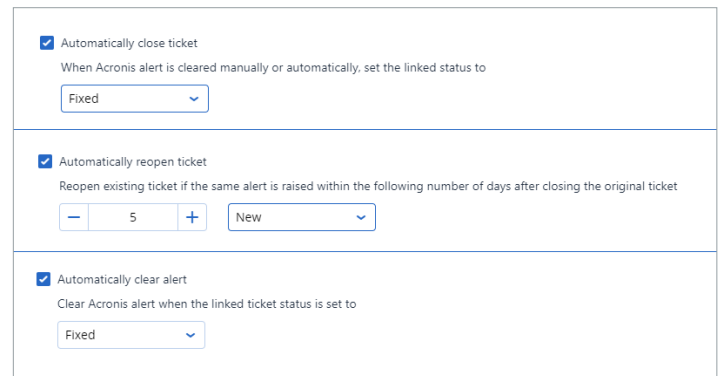 Automatically close ticket
When Acronis alert is cleared manually or automatically, set the linked status to
Fixed
Automatically reopen ticket
Reopen existing ticket if the same alert is raised within the following number of days after closing the original ticket
− 5 + New
Automatically clear alert
Clear Acronis alert when the linked ticket status is set to
Fixed